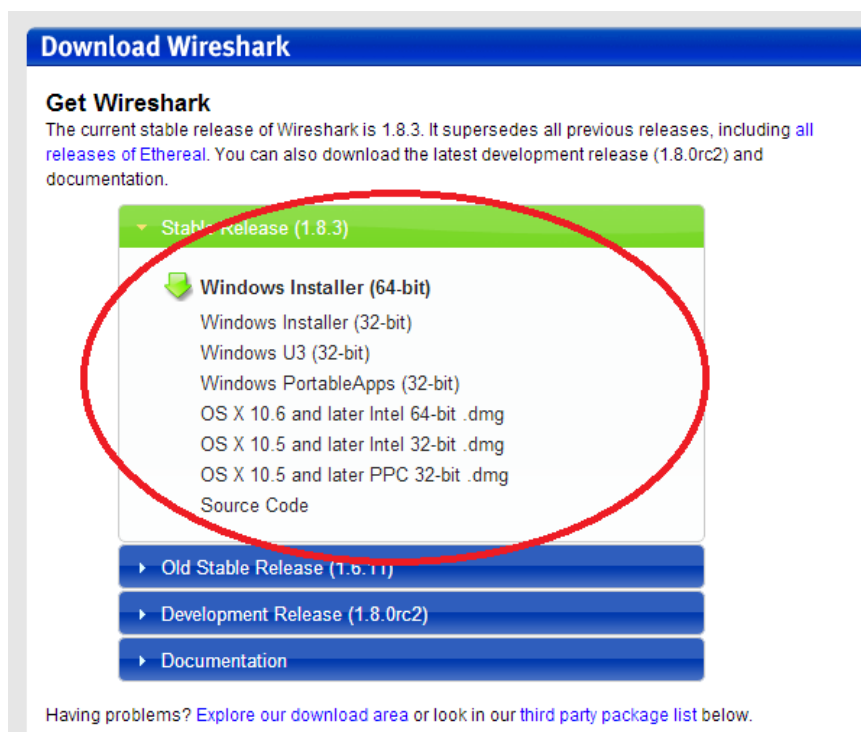 Download Wireshark
Get Wireshark
The current stable release of Wireshark is 1.8.3. It supersedes all previous releases, including all
releases of Ethereal. You can also download the latest development release (1.8.0rc2) and
documentation.
Stable Release (1.8.3)
Windows Installer (64-bit)
Windows Installer (32-bit)
Windows U3 (32-bit)
Windows PortableApps (32-bit)
OS X 10.6 and later Intel 64-bit .dmg
OS X 10.5 and later Intel 32-bit .dmg
OS X 10.5 and later PPC 32-bit .dmg
Source Code
Old Stable Release (1.6.11)
Development Release (1.8.0rc2)
Documentation
Having problems? Explore our download area or look in our third party package list below.